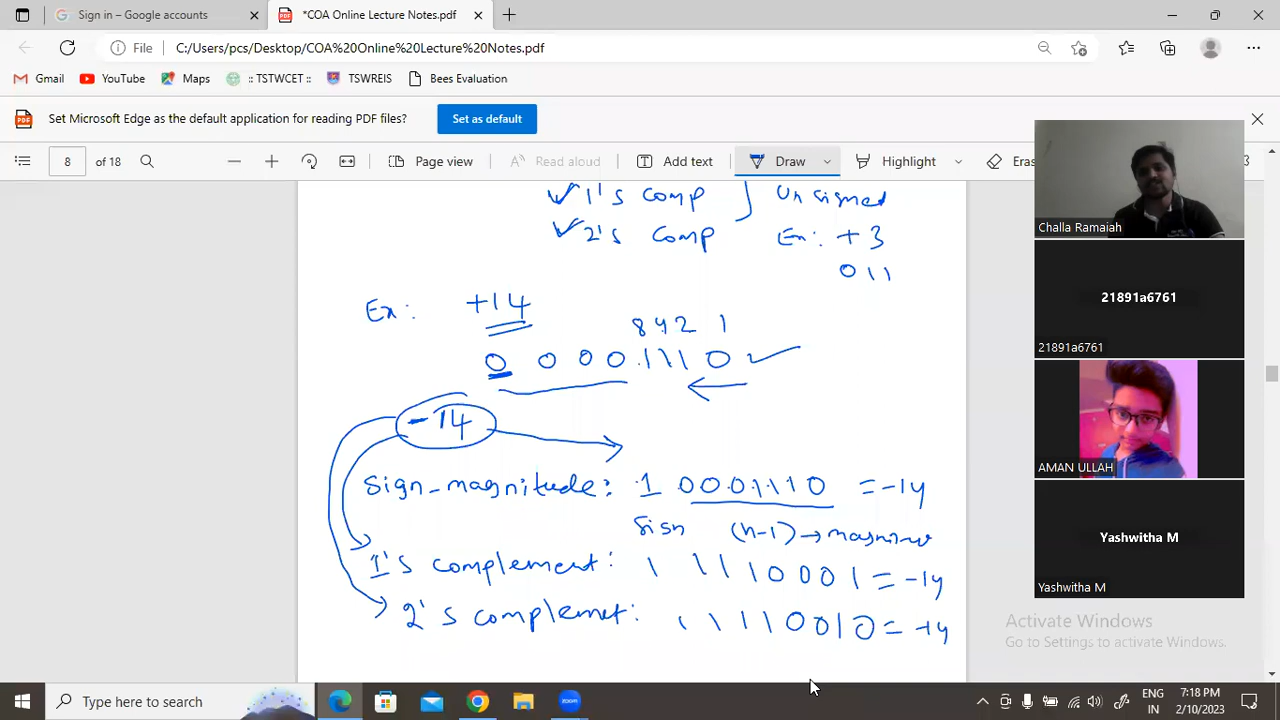 Sign in – Google accounts
*COA Online Lecture Notes.pdf
File C:/Users/pcs/Desktop/COA%20Online%20Lecture%20Notes.pdf
Gmail YouTube Maps :: TSTWCET :: TSWREIS Bees Evaluation
Set Microsoft Edge as the default application for reading PDF files? Set as default
8 of 18 Page view Read aloud Add text Draw Highlight Eras
✓ 1's comp } Unsigned
✓ 2's comp Ex: + 3
0 1 1
Ex: +14
8 4 2 1
0 0 0 0 1 1 1 0 ✓
-14
sign-magnitude: 1 0 0 0 1 1 1 0 = -14
sign (n-1) →
1's complement: 1 1 1 1 0 0 0 1 = -14
2's complemet: 1 1 1 1 0 0 1 0 = -14
Challa Ramaiah
21891a6761
21891a6761
AMAN ULLAH
Yashwitha M
Yashwitha M
Activate Windows
Go to Settings to activate Windows.
Type here to search
zoom
ENG
IN
7:18 PM
2/10/2023